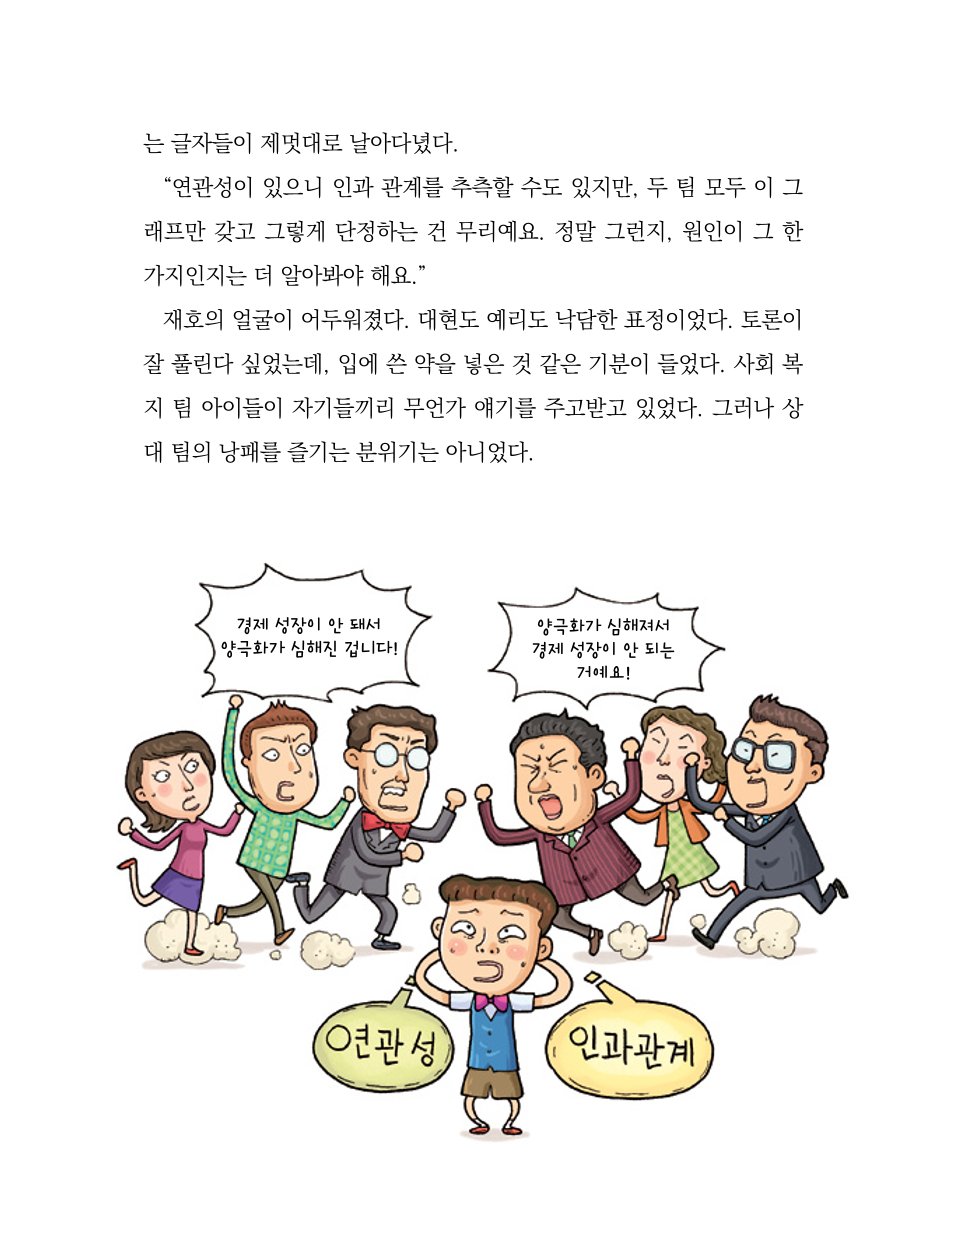 는 글자들이 제멋대로 날아다녔다.
“연관성이 있으니 인과 관계를 추측할 수도 있지만, 두 팀 모두 이 그
래프만 갖고 그렇게 단정하는 건 무리예요. 정말 그런지, 원인이 그 한
가지인지는 더 알아봐야 해요.”
재호의 얼굴이 어두워졌다. 대현도 예리도 낙담한 표정이었다. 토론이
잘 풀린다 싶었는데, 입에 쓴 약을 넣은 것 같은 기분이 들었다. 사회 복
지 팀 아이들이 자기들끼리 무언가 얘기를 주고받고 있었다. 그러나 상
대 팀의 낭패를 즐기는 분위기는 아니었다.
경제 성장이 안 돼서
양극화가 심해진 겁니다!
양극화가 심해져서
경제 성장이 안 되는
거예요!
연관성
인과관계